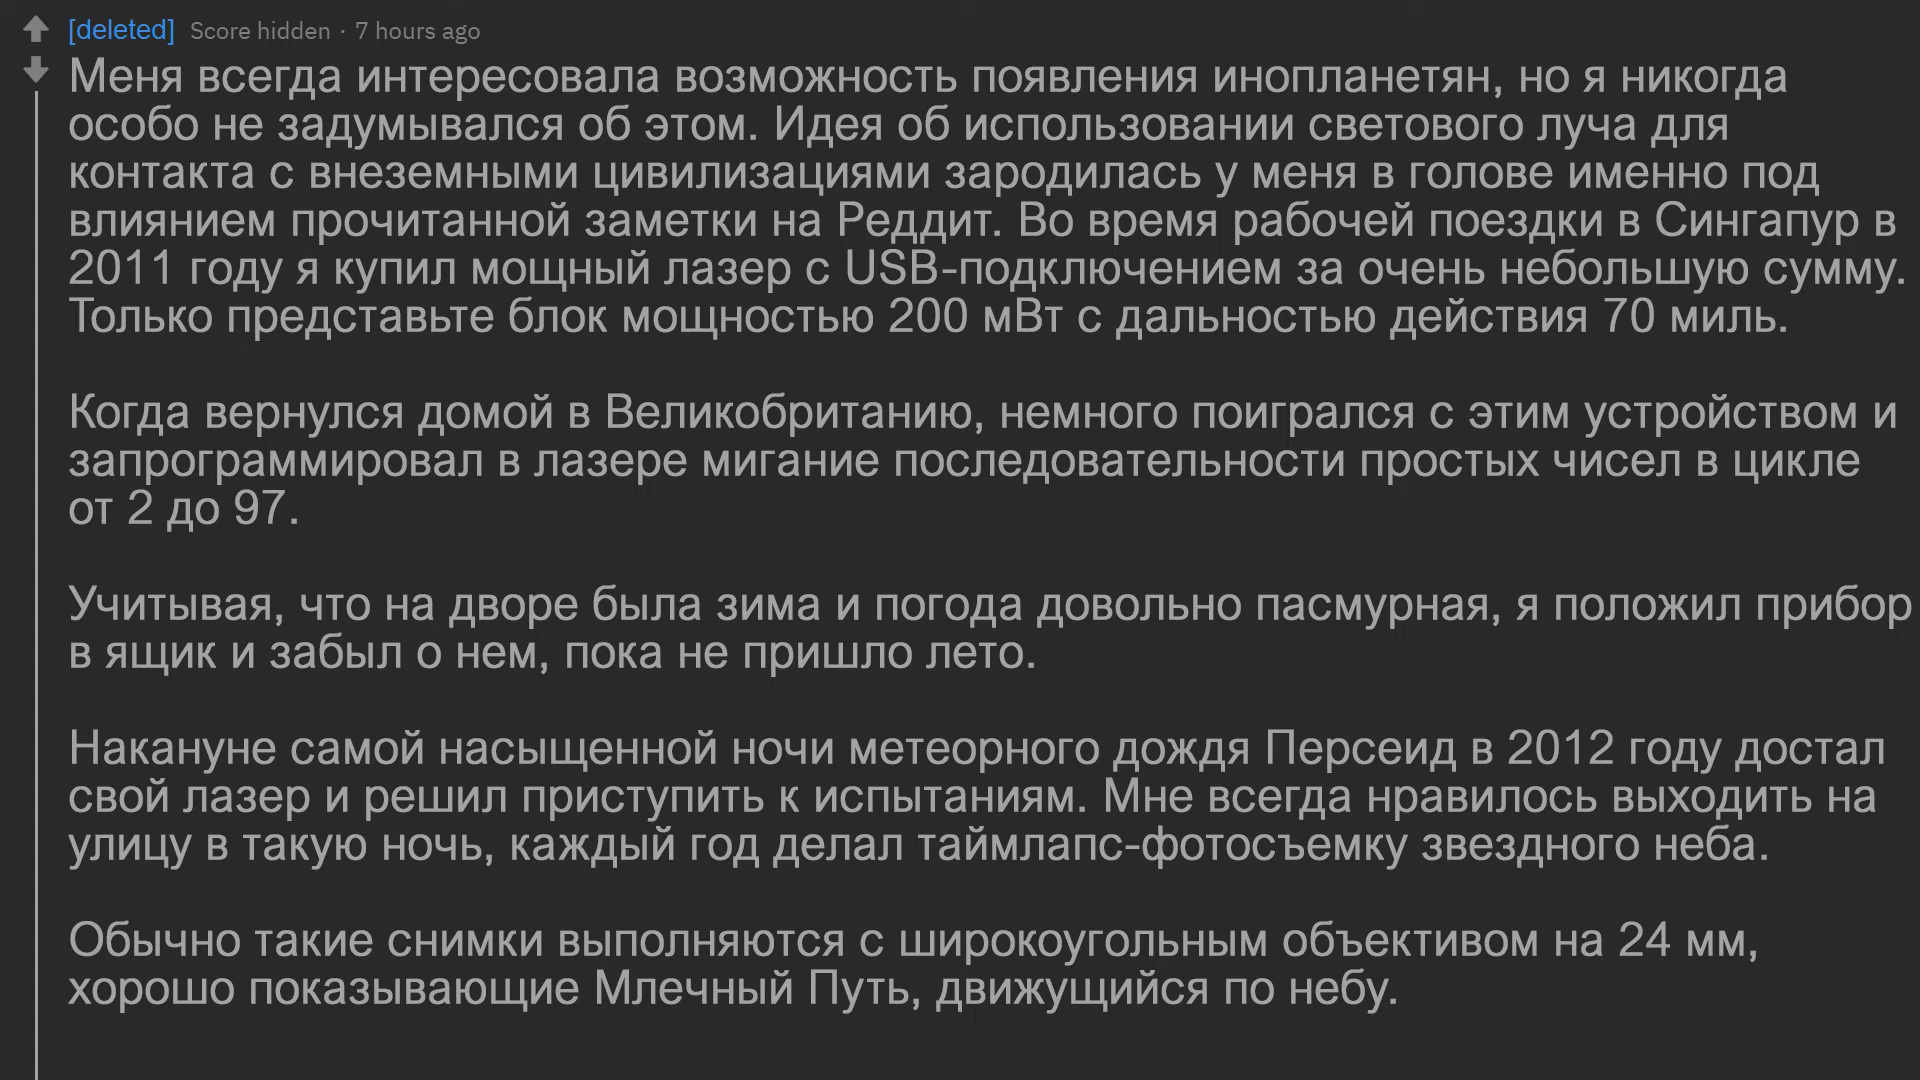 [deleted] Score hidden · 7 hours ago
Меня всегда интересовала возможность появления инопланетян, но я никогда
особо не задумывался об этом. Идея об использовании светового луча для
контакта с внеземными цивилизациями зародилась у меня в голове именно под
влиянием прочитанной заметки на Реддит. Во время рабочей поездки в Сингапур в
2011 году я купил мощный лазер с USB-подключением за очень небольшую сумму.
Только представьте блок мощностью 200 мВт с дальностью действия 70 миль.
Когда вернулся домой в Великобританию, немного поигрался с этим устройством и
запрограммировал в лазере мигание последовательности простых чисел в цикле
от 2 до 97.
Учитывая, что на дворе была зима и погода довольно пасмурная, я положил прибор
в ящик и забыл о нем, пока не пришло лето.
Накануне самой насыщенной ночи метеорного дождя Персеид в 2012 году достал
свой лазер и решил приступить к испытаниям. Мне всегда нравилось выходить на
улицу в такую ночь, каждый год делал таймлапс-фотосъемку звездного неба.
Обычно такие снимки выполняются с широкоугольным объективом на 24 мм,
хорошо показывающие Млечный Путь, движущийся по небу.